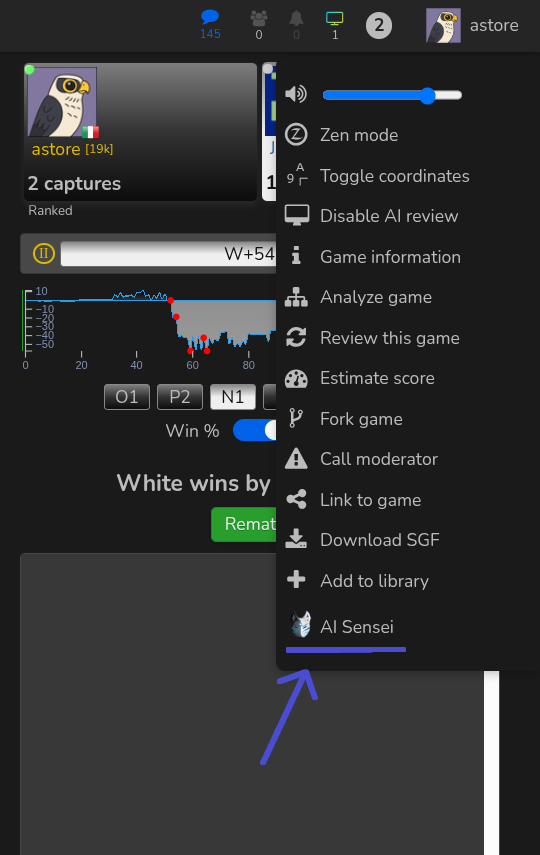 145
0
0
1
2
astore
astore [19k]
2 captures
J
1
Ranked
W+54
10
-10
-20
-30
-40
-50
0
20
40
60
80
O1
P2
N1
Win %
White wins by
Remat
Zen mode
9 A
Toggle coordinates
Disable AI review
Game information
Analyze game
Review this game
Estimate score
Fork game
Call moderator
Link to game
Download SGF
Add to library
AI Sensei